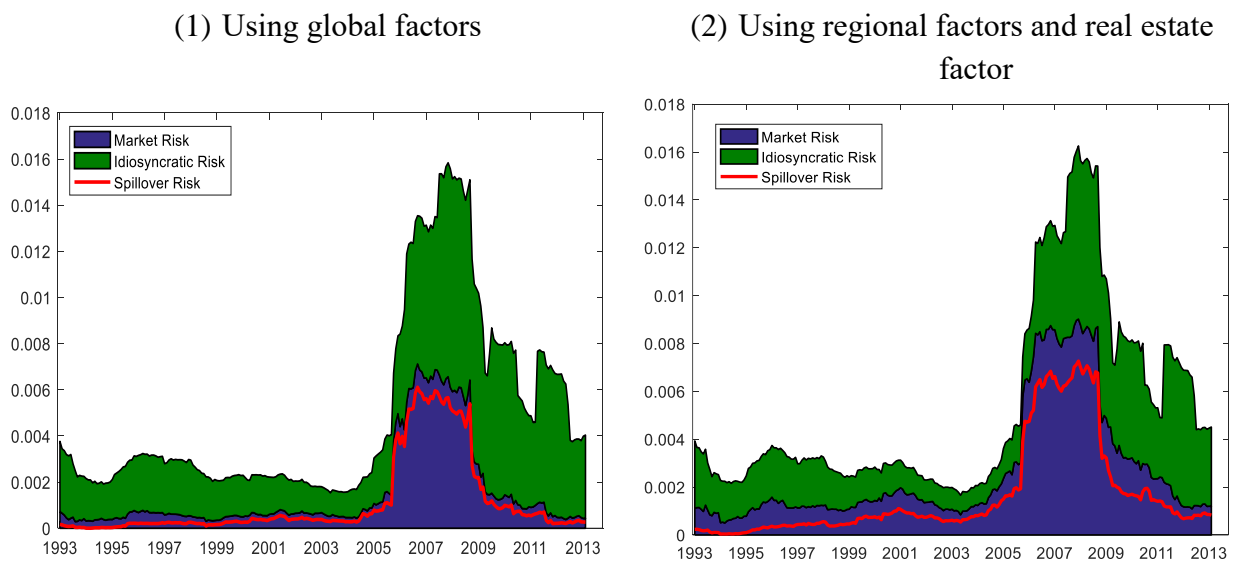 (1) Using global factors
0.018
0.016
0.014
0.012
0.01
0.008
0.006
0.004
0.002
0
Market Risk
Idiosyncratic Risk
Spillover Risk
1993 1995 1997 1999 2001 2003 2005 2007 2009 2011 2013
(2) Using regional factors and real estate
factor
0.018
0.016
0.014
0.012
0.01
0.008
0.006
0.004
0.002
0
Market Risk
Idiosyncratic Risk
Spillover Risk
1993 1995 1997 1999 2001 2003 2005 2007 2009 2011 2013